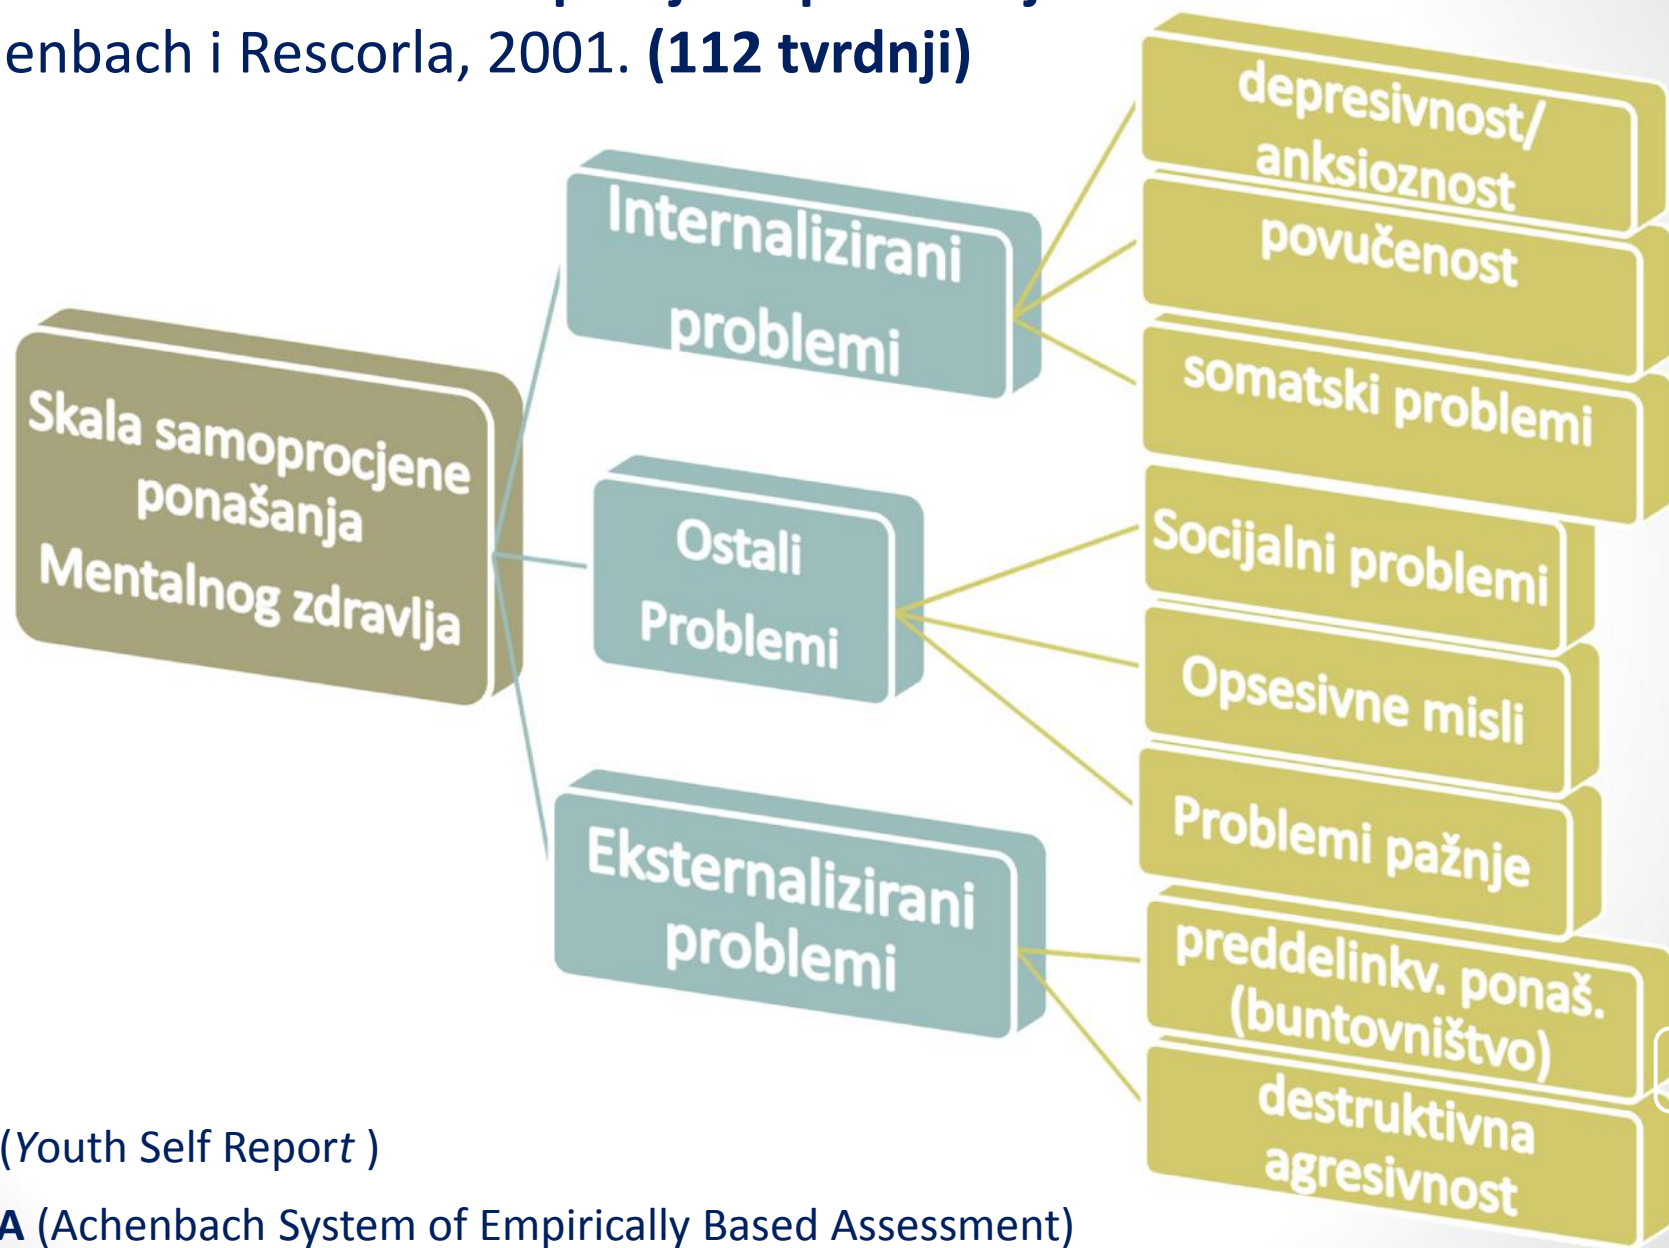 enbach i Rescorla, 2001. (112 tvrdnji)
Skala samoprocjene
ponašanja
Mentalnog zdravlja
Internalizirani
problemi
Ostali
Problemi
Eksternalizirani
problemi
depresivnost/
anksioznost
povučenost
somatski problemi
Socijalni problemi
Opsesivne misli
Problemi pažnje
preddelinkv. ponaš.
(buntovništvo)
destruktivna
agresivnost
(Youth Self Report )
A (Achenbach System of Empirically Based Assessment)